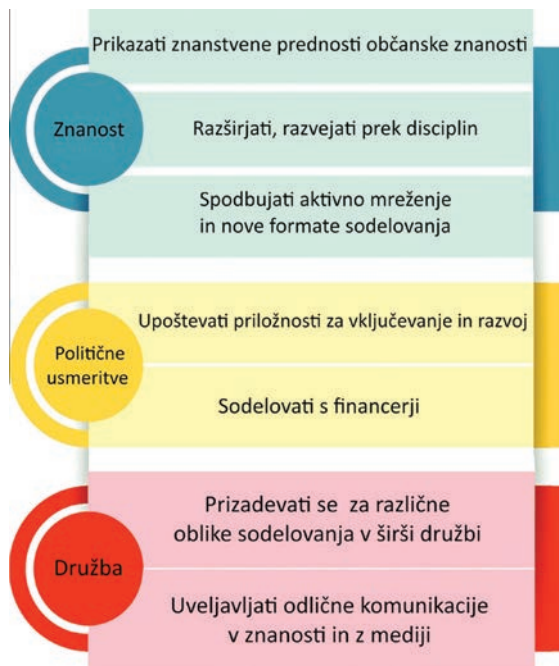 Prikazati znanstvene prednosti občanske znanosti
Znanost
Razširjati, razvejati prek disciplin
Spodbujati aktivno mreženje
in nove formate sodelovanja
Upoštevati priložnosti za vključevanje in razvoj
Politične
usmeritve
Sodelovati s financerji
Prizadevati se za različne
oblike sodelovanja v širši družbi
Družba
Uveljavljati odlične komunikacije
v znanosti in z mediji